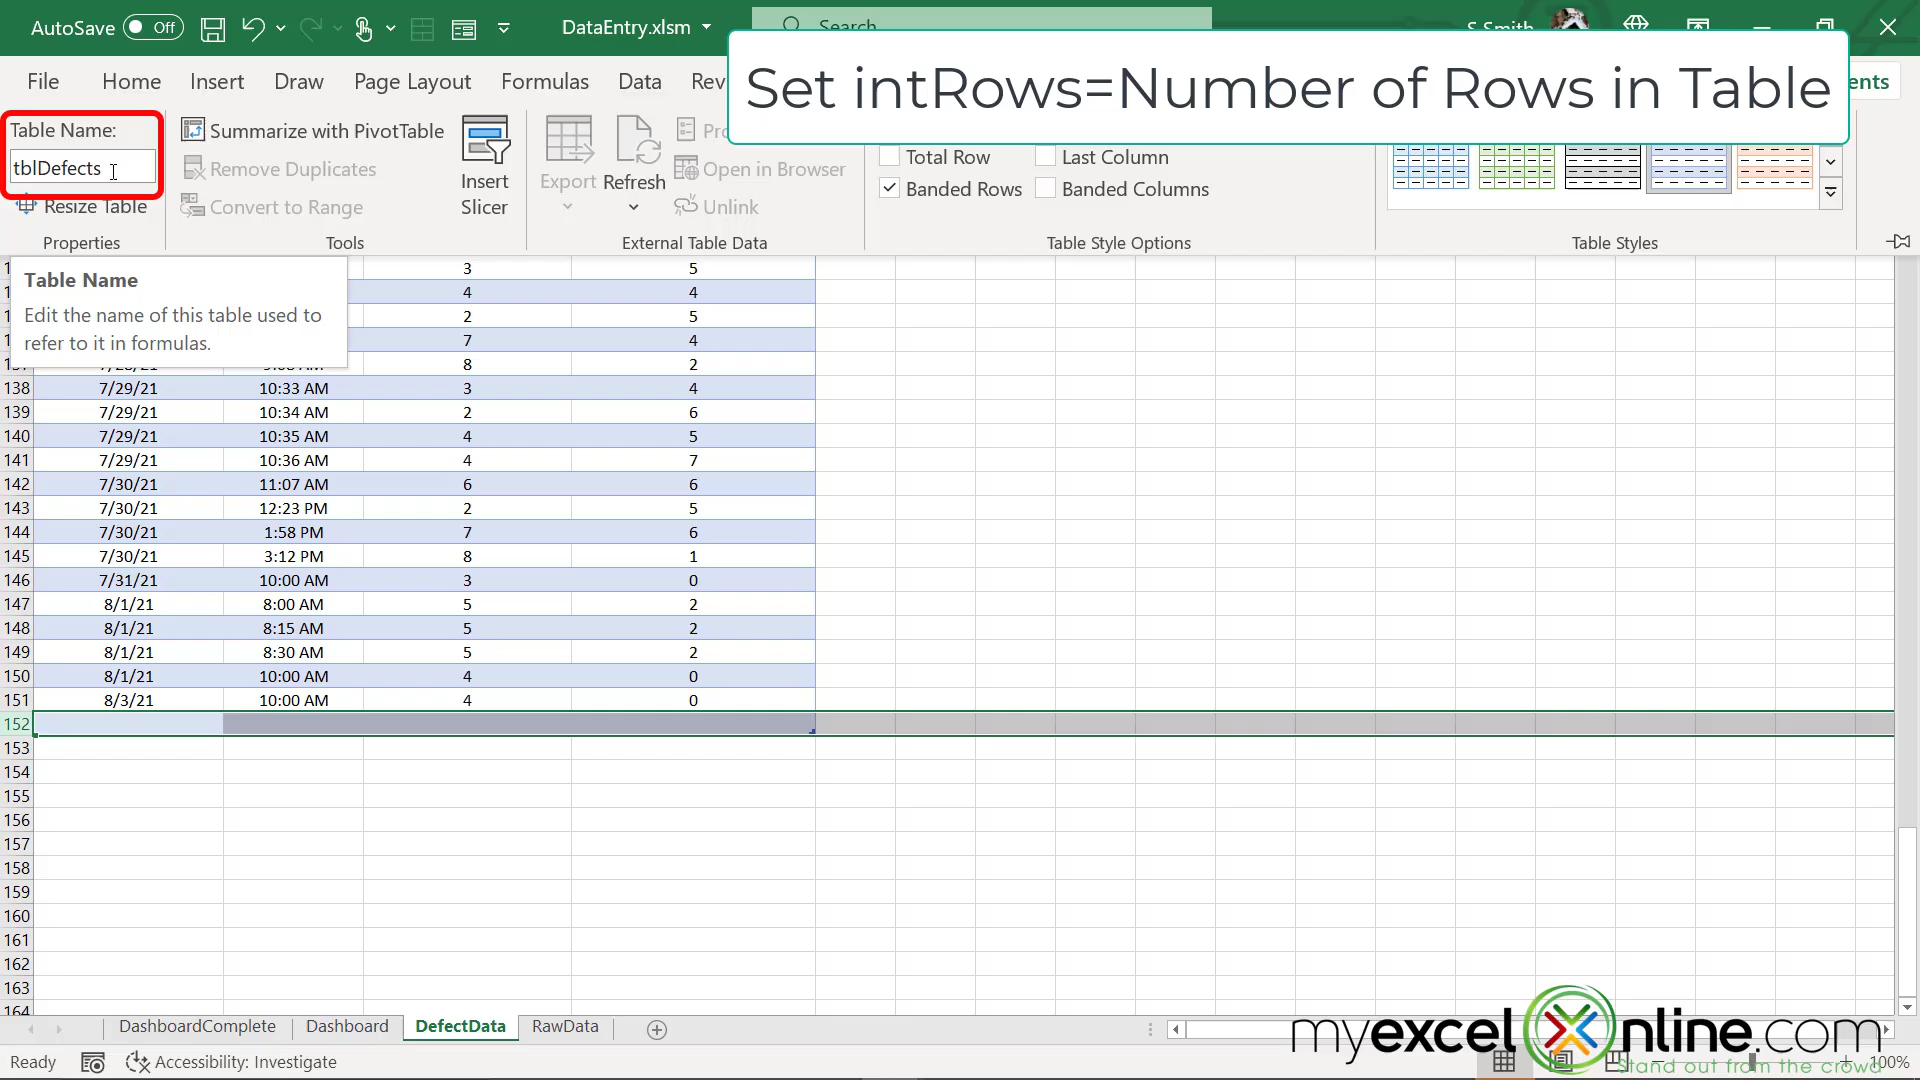 AutoSave Off DataEntry.xlsm Search S Smith
Set intRows=Number of Rows in Table
File Home Insert Draw Page Layout Formulas Data Rev ents
Table Name:
tblDefects
Resize Table
Properties
Summarize with PivotTable
Remove Duplicates
Convert to Range
Tools
Insert
Slicer
Export
Refresh
Open in Browser
Unlink
External Table Data
Total Row Last Column
Banded Rows Banded Columns
Table Style Options
Table Styles
Table Name
Edit the name of this table used to
refer to it in formulas.
3 5
4 4
2 5
7 4
8 2
138 7/29/21 10:33 AM 3 4
139 7/29/21 10:34 AM 2 6
140 7/29/21 10:35 AM 4 5
141 7/29/21 10:36 AM 4 7
142 7/30/21 11:07 AM 6 6
143 7/30/21 12:23 PM 2 5
144 7/30/21 1:58 PM 7 6
145 7/30/21 3:12 PM 8 1
146 7/31/21 10:00 AM 3 0
147 8/1/21 8:00 AM 5 2
148 8/1/21 8:15 AM 5 2
149 8/1/21 8:30 AM 5 2
150 8/1/21 10:00 AM 4 0
151 8/3/21 10:00 AM 4 0
152
153
154
155
156
157
158
159
160
161
162
163
164
DashboardComplete Dashboard DefectData RawData
myexcelonline.com
Stand out from the crowd
Ready Accessibility: Investigate 100%